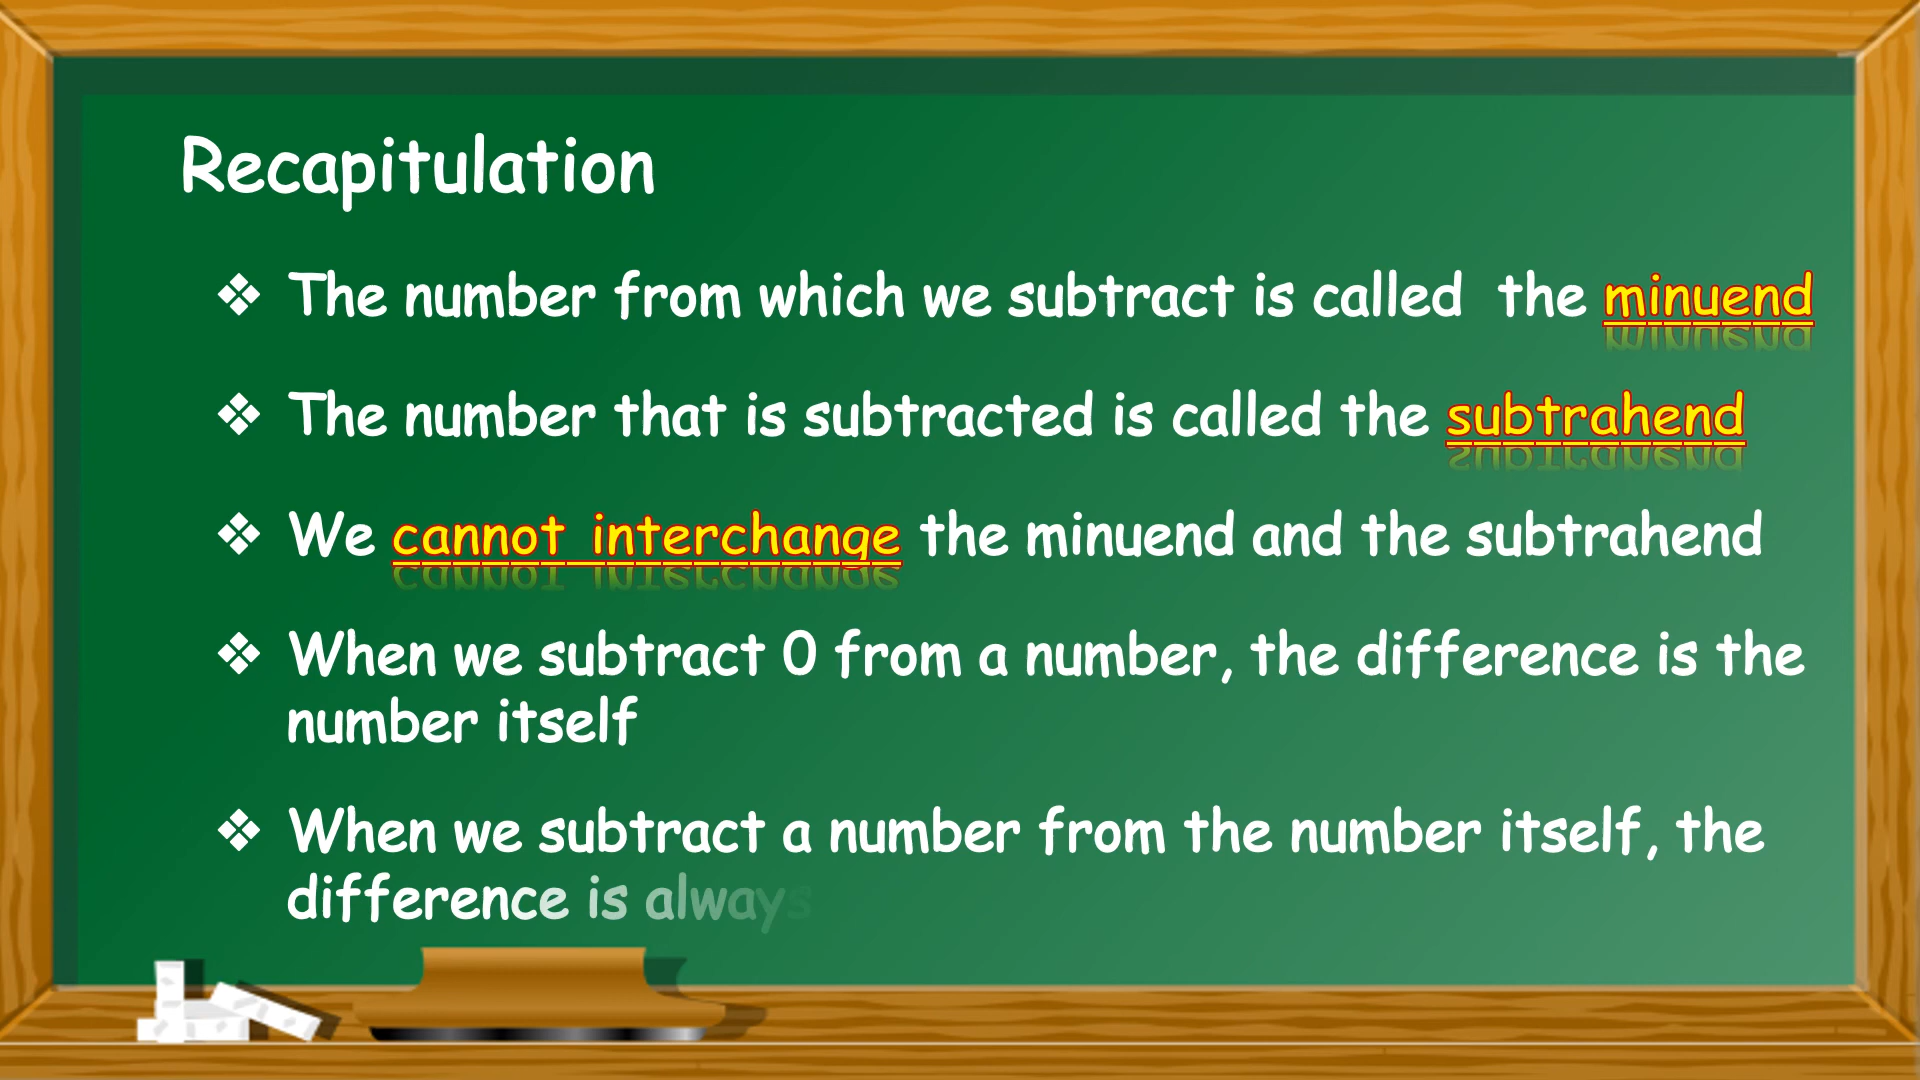 Recapitulation
❖ The number from which we subtract is called the minuend
❖ The number that is subtracted is called the subtrahend
❖ We cannot interchange the minuend and the subtrahend
❖ When we subtract 0 from a number, the difference is the
number itself
❖ When we subtract a number from the number itself, the
difference is always